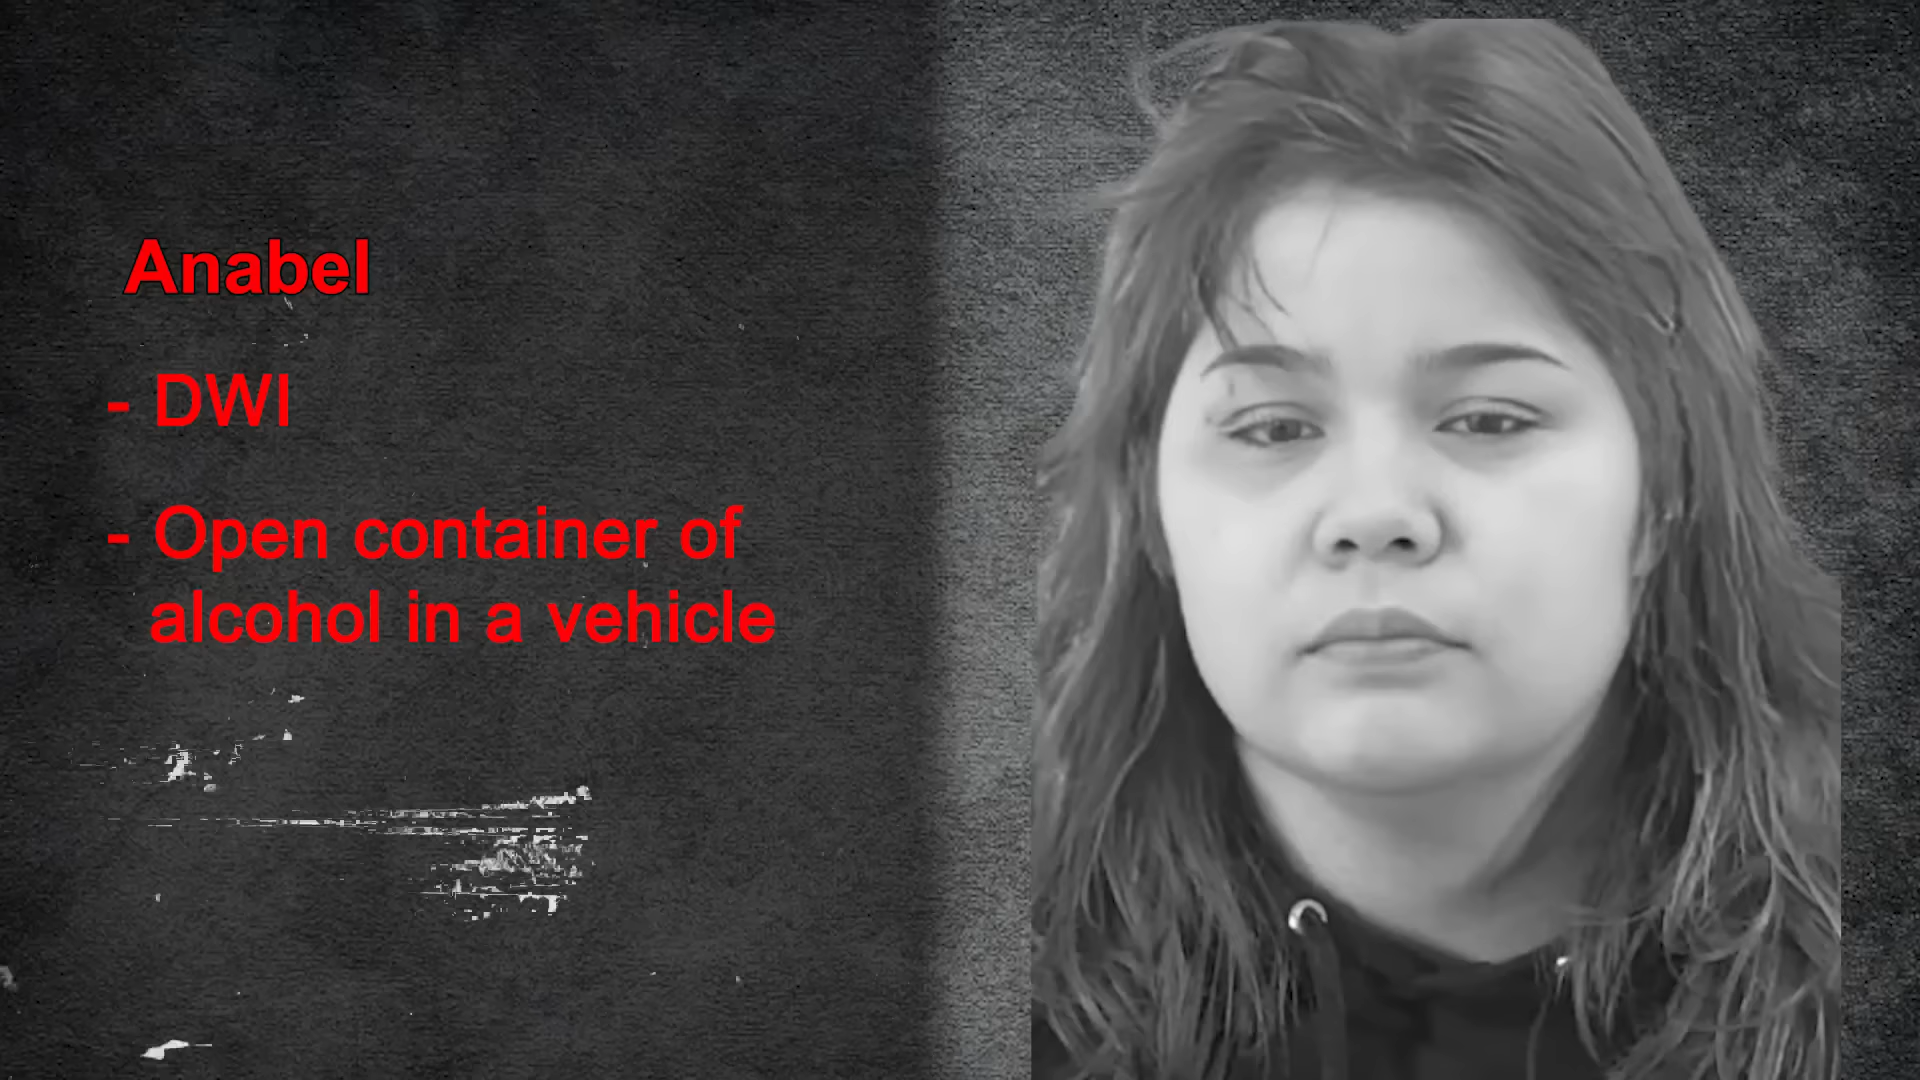 Anabel
- DWI
- Open container of
alcohol in a vehicle